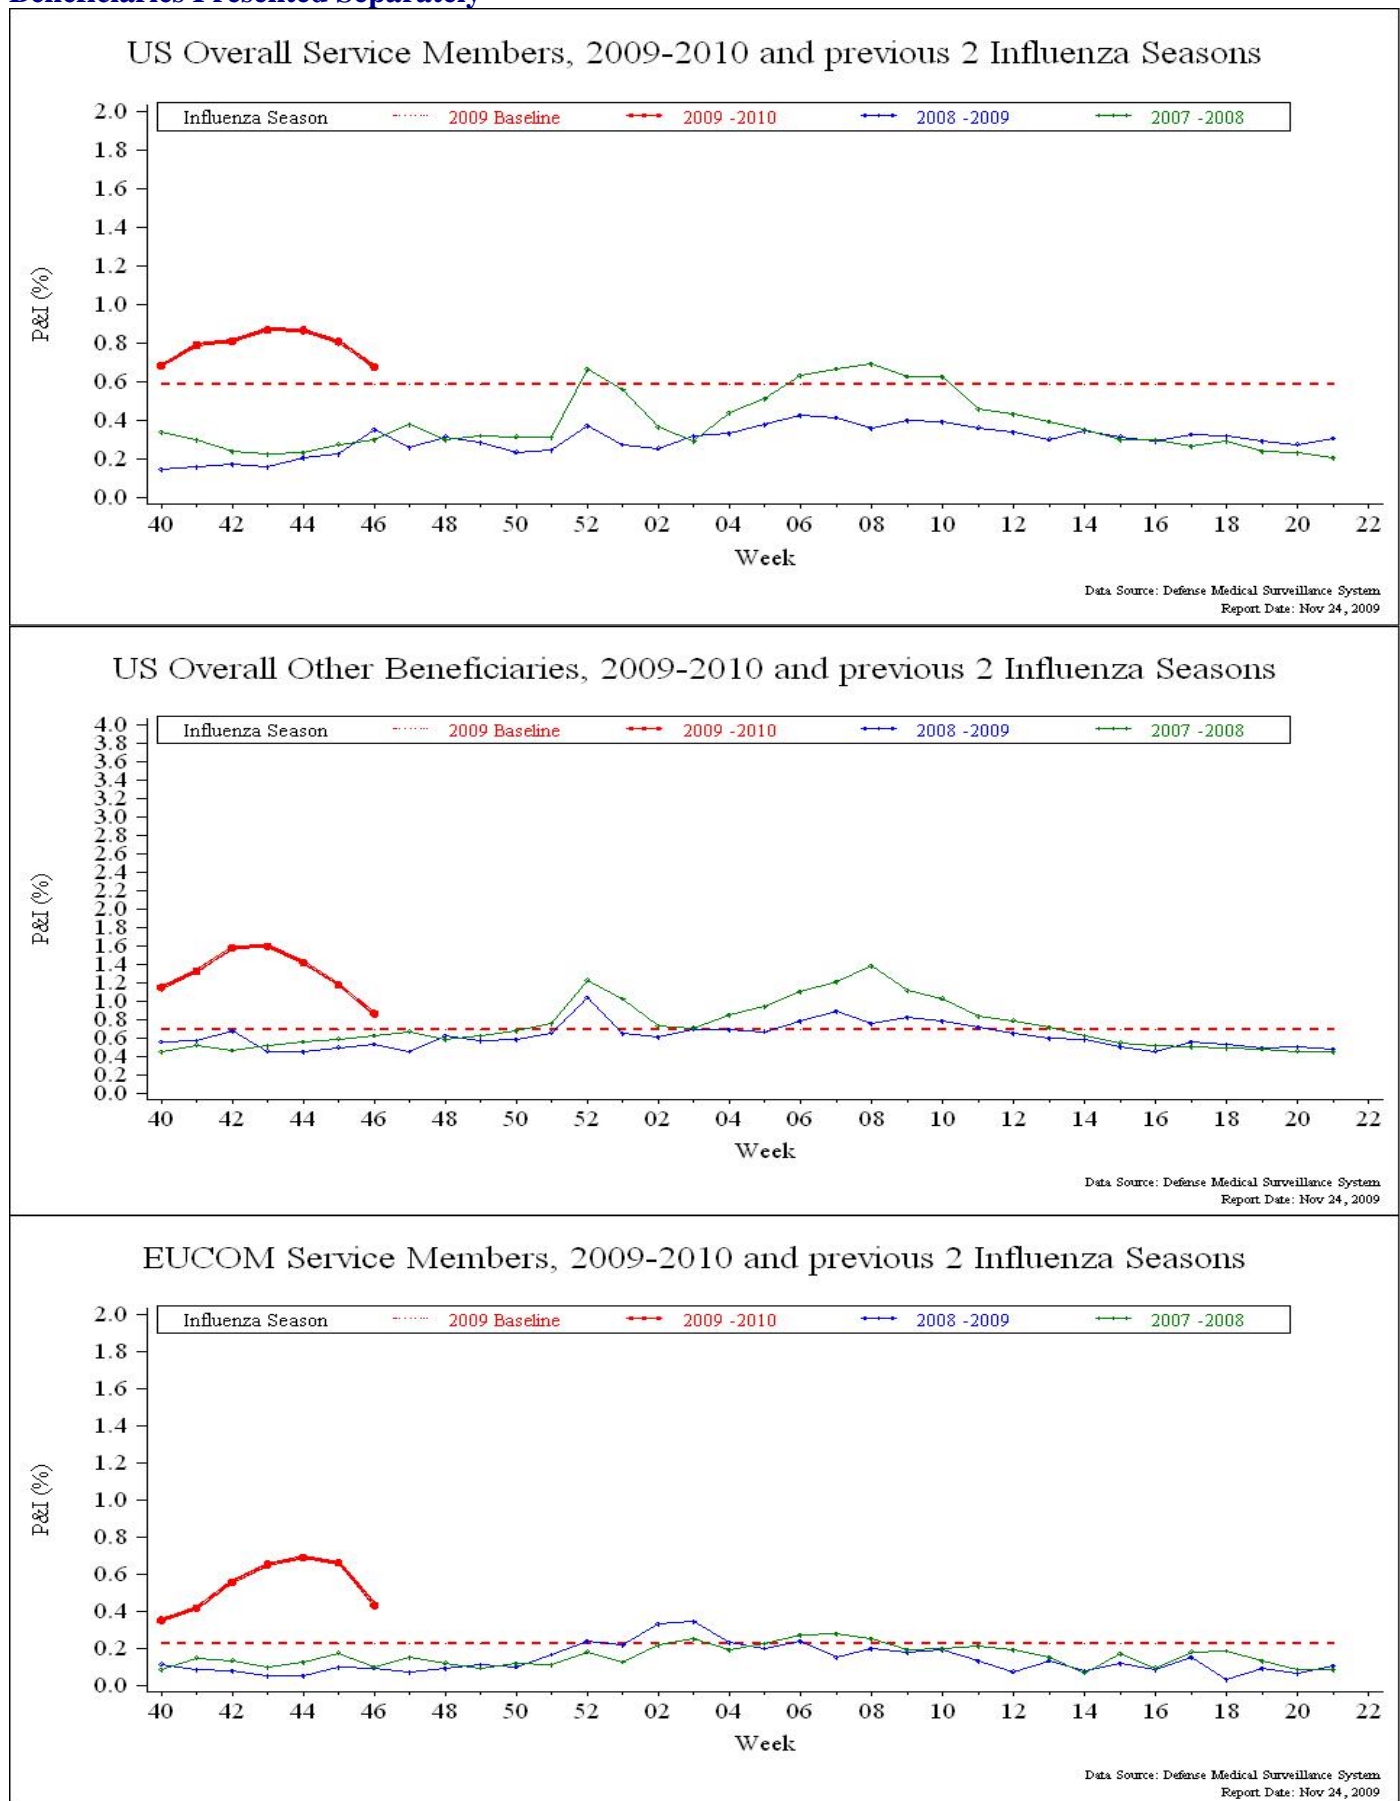 Beneficiaries Presented Separately
US Overall Service Members, 2009-2010 and previous 2 Influenza Seasons
Influenza Season 2009 Baseline 2009 -2010 2008 -2009 2007 -2008
2.0
1.8
1.6
1.4
1.2
1.0
0.8
0.6
0.4
0.2
0.0
P&I (%)
40 42 44 46 48 50 52 02 04 06 08 10 12 14 16 18 20 22
Week
Data Source: Defense Medical Surveillance System
Report Date: Nov 24, 2009
US Overall Other Beneficiaries, 2009-2010 and previous 2 Influenza Seasons
Influenza Season 2009 Baseline 2009 -2010 2008 -2009 2007 -2008
4.0
3.8
3.6
3.4
3.2
3.0
2.8
2.6
2.4
2.2
2.0
1.8
1.6
1.4
1.2
1.0
0.8
0.6
0.4
0.2
0.0
P&I (%)
40 42 44 46 48 50 52 02 04 06 08 10 12 14 16 18 20 22
Week
Data Source: Defense Medical Surveillance System
Report Date: Nov 24, 2009
EUCOM Service Members, 2009-2010 and previous 2 Influenza Seasons
Influenza Season 2009 Baseline 2009 -2010 2008 -2009 2007 -2008
2.0
1.8
1.6
1.4
1.2
1.0
0.8
0.6
0.4
0.2
0.0
P&I (%)
40 42 44 46 48 50 52 02 04 06 08 10 12 14 16 18 20 22
Week
Data Source: Defense Medical Surveillance System
Report Date: Nov 24, 2009